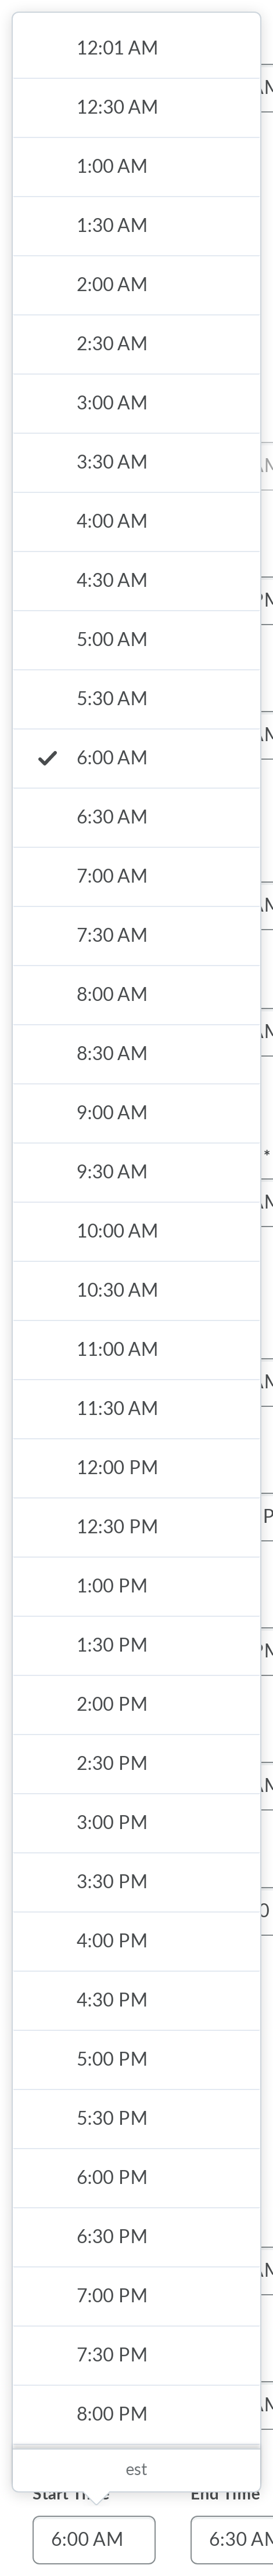 12:01 AM
12:30 AM
1:00 AM
1:30 AM
2:00 AM
2:30 AM
3:00 AM
3:30 AM
4:00 AM
4:30 AM
5:00 AM
5:30 AM
6:00 AM
6:30 AM
7:00 AM
7:30 AM
8:00 AM
8:30 AM
9:00 AM
9:30 AM
10:00 AM
10:30 AM
11:00 AM
11:30 AM
12:00 PM
12:30 PM
1:00 PM
1:30 PM
2:00 PM
2:30 PM
3:00 PM
3:30 PM
4:00 PM
4:30 PM
5:00 PM
5:30 PM
6:00 PM
6:30 PM
7:00 PM
7:30 PM
8:00 PM
est
Start End Time
6:00 AM 6:30 AM